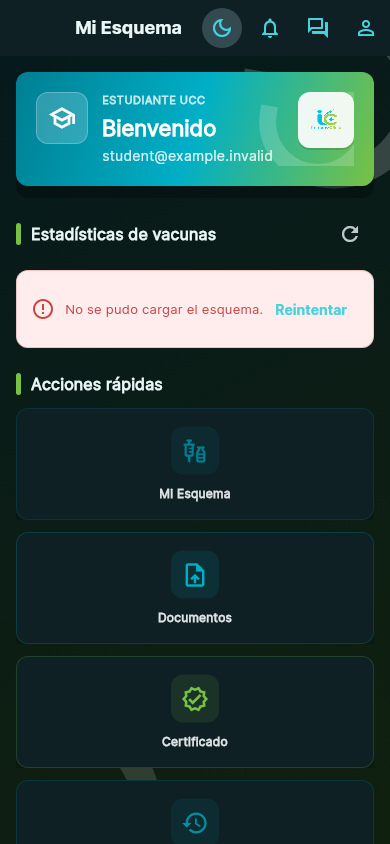 Mi Esquema
ESTUDIANTE UCC
Bienvenido
student@example.invalid
Estadísticas de vacunas
No se pudo cargar el esquema. Reintentar
Acciones rápidas
Mi Esquema
Documentos
Certificado